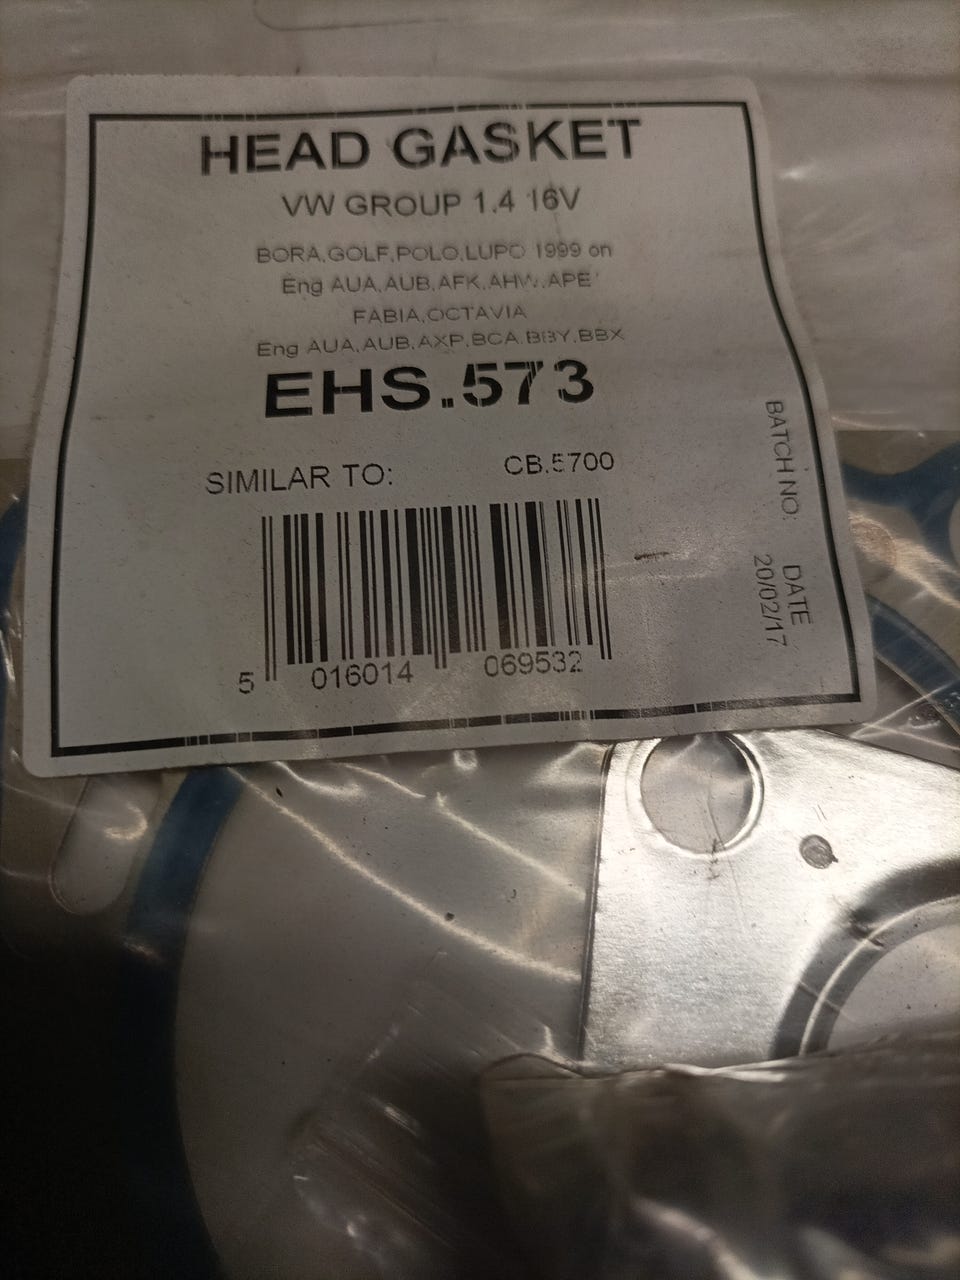 HEAD GASKET
VW GROUP 1.4 16V
BORA,GOLF,POLO,LUPO 1999 on
Eng AUA,AUB,AFK,AHW,APE
FABIA,OCTAVIA
Eng AUA,AUB,AXP,BCA,BBY,BBX
EHS.573
SIMILAR TO: CB.5700
5 016014 069532
BATCH NO: DATE
20/02/17